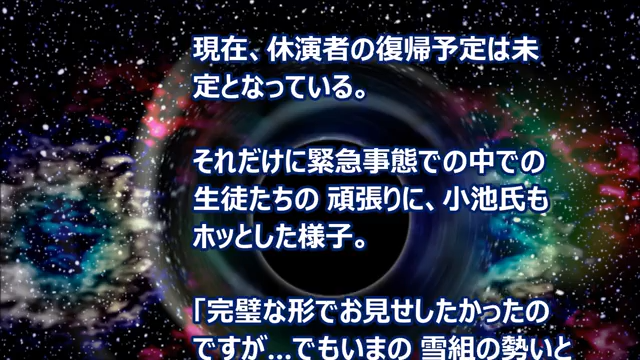 現在、休演者の復帰予定は未
定となっている。
それだけに緊急事態での中での
生徒たちの 頑張りに、小池氏も
ホッとした様子。
「完璧な形でお見せしたかったの
ですが…でもいまの 雪組の勢いと